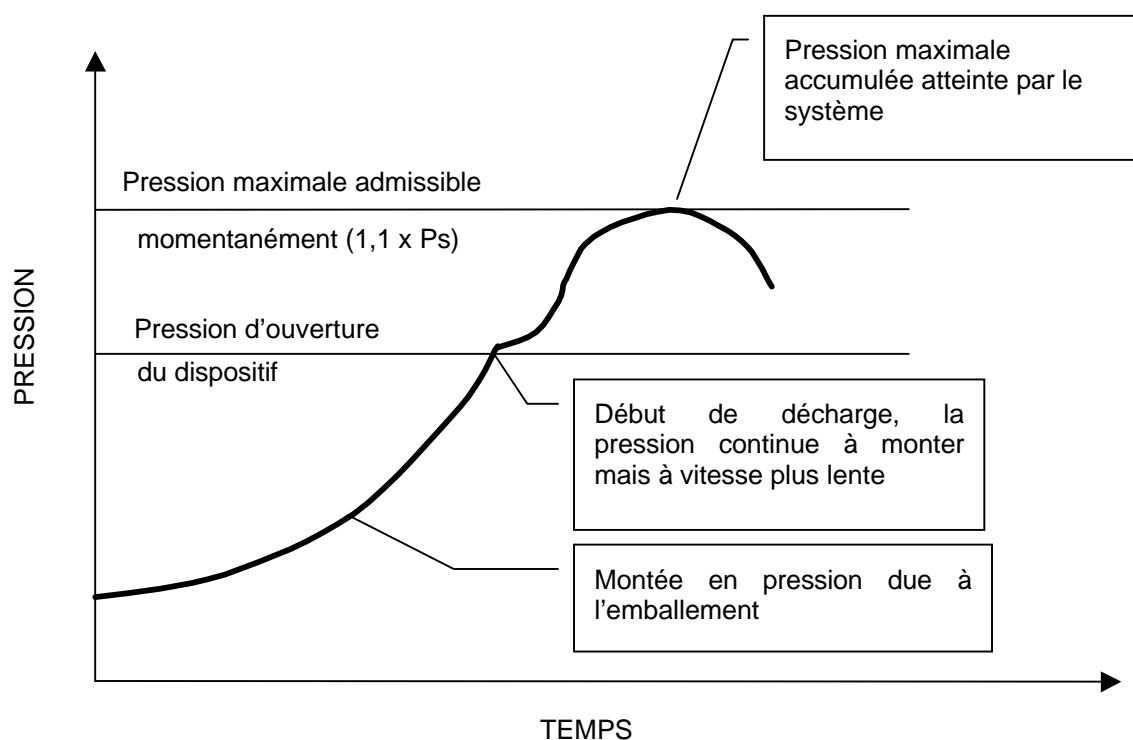 Pression maximale
accumulée atteinte par le
système
Pression maximale admissible
momentanément (1,1 x Ps)
PRESSION
Pression d'ouverture
du dispositif
Début de décharge, la
pression continue à monter
mais à vitesse plus lente
Montée en pression due à
l'emballement
TEMPS